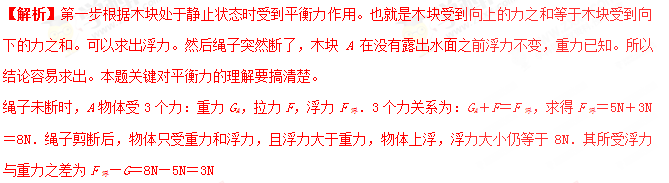 【解析】第一步根据木块处于静止状态时受到平衡力作用。也就是木块受到向上的力之和等于木块受到向
下的力之和。可以求出浮力。然后绳子突然断了，木块 A 在没有露出水面之前浮力不变，重力已知。所以
结论容易求出。本题关键对平衡力的理解要搞清楚。
绳子未断时，A物体受 3 个力：重力 G木，拉力 F，浮力 F浮．3 个力关系为：G木+F=F浮，求得 F浮=5N+3N
=8N．绳子剪断后，物体只受重力和浮力，且浮力大于重力，物体上浮，浮力大小仍等于 8N．其所受浮力
与重力之差为 F浮—G=8N—5N=3N